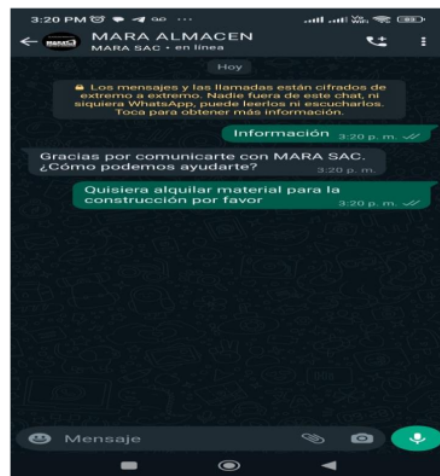 3:20 PM
MARA ALMACEN
MARA SAC • en línea
Hoy
Los mensajes y las llamadas están cifrados de
extremo a extremo. Nadie fuera de este chat, ni
siquiera WhatsApp, puede leerlos ni escucharlos.
Toca para obtener más información.
Información 3:20 p. m.
Gracias por comunicarte con MARA SAC.
¿Cómo podemos ayudarte?
3:20 p. m.
Quisiera alquilar material para la
construcción por favor
3:20 p. m.
Mensaje